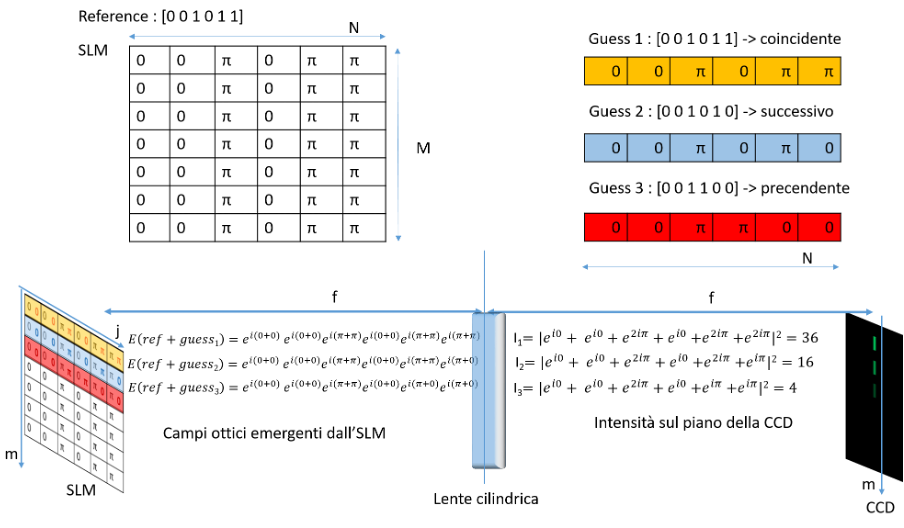 Reference : [0 0 1 0 1 1]
N
SLM
0 0 π 0 π π
0 0 π 0 π π
0 0 π 0 π π
0 0 π 0 π π
0 0 π 0 π π
0 0 π 0 π π
0 0 π 0 π π
M
Guess 1 : [0 0 1 0 1 1] -> coincidente
0 0 π 0 π π
Guess 2 : [0 0 1 0 1 0] -> successivo
0 0 π 0 π 0
Guess 3 : [0 0 1 1 0 0] -> precendente
0 0 π π 0 0
N
f
f
j
E(ref + guess₁) = e^{i(0+0)} e^{i(0+0)} e^{i(π+π)} e^{i(0+0)} e^{i(π+π)} e^{i(π+π)}
E(ref + guess₂) = e^{i(0+0)} e^{i(0+0)} e^{i(π+π)} e^{i(0+0)} e^{i(π+π)} e^{i(π+0)}
E(ref + guess₃) = e^{i(0+0)} e^{i(0+0)} e^{i(π+π)} e^{i(0+0)} e^{i(π+0)} e^{i(π+0)}
I₁= |e^{i0} + e^{i0} + e^{2iπ} + e^{i0} + e^{2iπ} + e^{2iπ}|² = 36
I₂= |e^{i0} + e^{i0} + e^{2iπ} + e^{i0} + e^{2iπ} + e^{iπ}|² = 16
I₃= |e^{i0} + e^{i0} + e^{2iπ} + e^{i0} + e^{iπ} + e^{iπ}|² = 4
Campi ottici emergenti dall'SLM
Intensità sul piano della CCD
m
SLM
Lente cilindrica
m
CCD